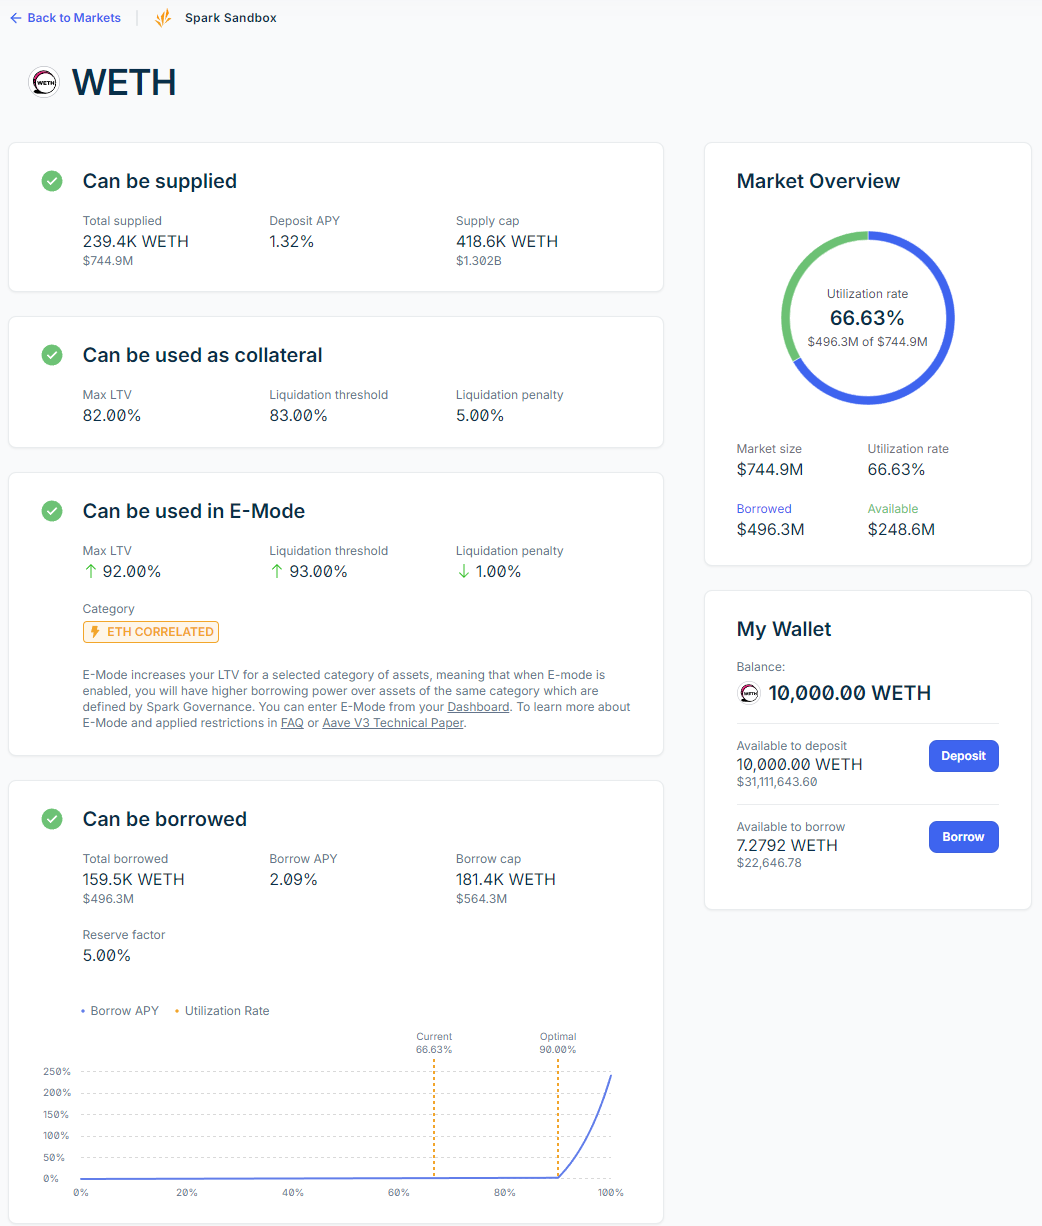 Back to Markets
Spark Sandbox
WETH
WETH
Can be supplied
Total supplied
Deposit APY
Supply cap
239.4K WETH
1.32%
418.6K WETH
$744.9M
$1.302B
Can be used as collateral
Max LTV
Liquidation threshold
Liquidation penalty
82.00%
83.00%
5.00%
Can be used in E-Mode
Max LTV
Liquidation threshold
Liquidation penalty
↑ 92.00%
↑ 93.00%
↓ 1.00%
Category
ETH CORRELATED
E-Mode increases your LTV for a selected category of assets, meaning that when E-mode is
enabled, you will have higher borrowing power over assets of the same category which are
defined by Spark Governance. You can enter E-Mode from your Dashboard. To learn more about
E-Mode and applied restrictions in FAQ or Aave V3 Technical Paper.
Can be borrowed
Total borrowed
Borrow APY
Borrow cap
159.5K WETH
2.09%
181.4K WETH
$496.3M
$564.3M
Reserve factor
5.00%
• Borrow APY • Utilization Rate
Current
66.63%
Optimal
90.00%
250%
200%
150%
100%
50%
0%
0% 20% 40% 60% 80% 100%
Market Overview
Utilization rate
66.63%
$496.3M of $744.9M
Market size
Utilization rate
$744.9M
66.63%
Borrowed
Available
$496.3M
$248.6M
My Wallet
Balance:
WETH
10,000.00 WETH
Available to deposit
10,000.00 WETH
$31,111,643.60
Deposit
Available to borrow
7.2792 WETH
$22,646.78
Borrow